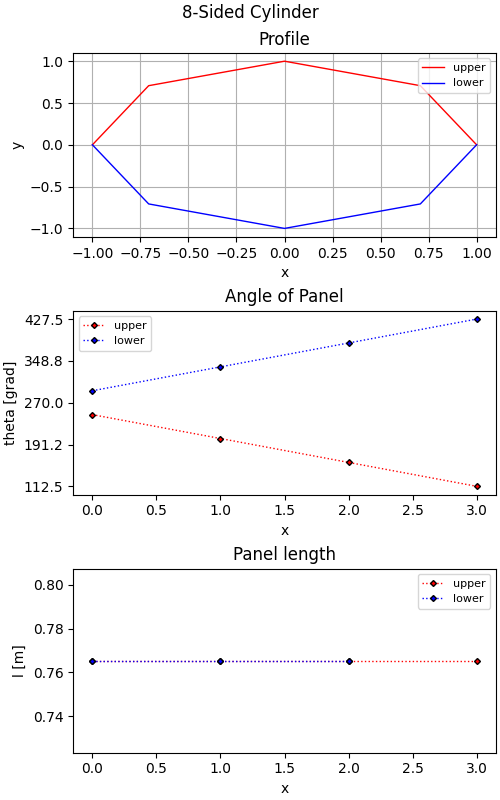 8-Sided Cylinder
Profile
1.0
0.5
0.0
−0.5
−1.0
y
upper
lower
−1.00 −0.75 −0.50 −0.25 0.00 0.25 0.50 0.75 1.00
x
Angle of Panel
427.5
348.8
270.0
191.2
112.5
theta [grad]
upper
lower
0.0 0.5 1.0 1.5 2.0 2.5 3.0
x
Panel length
0.80
0.78
0.76
0.74
l [m]
upper
lower
0.0 0.5 1.0 1.5 2.0 2.5 3.0
x